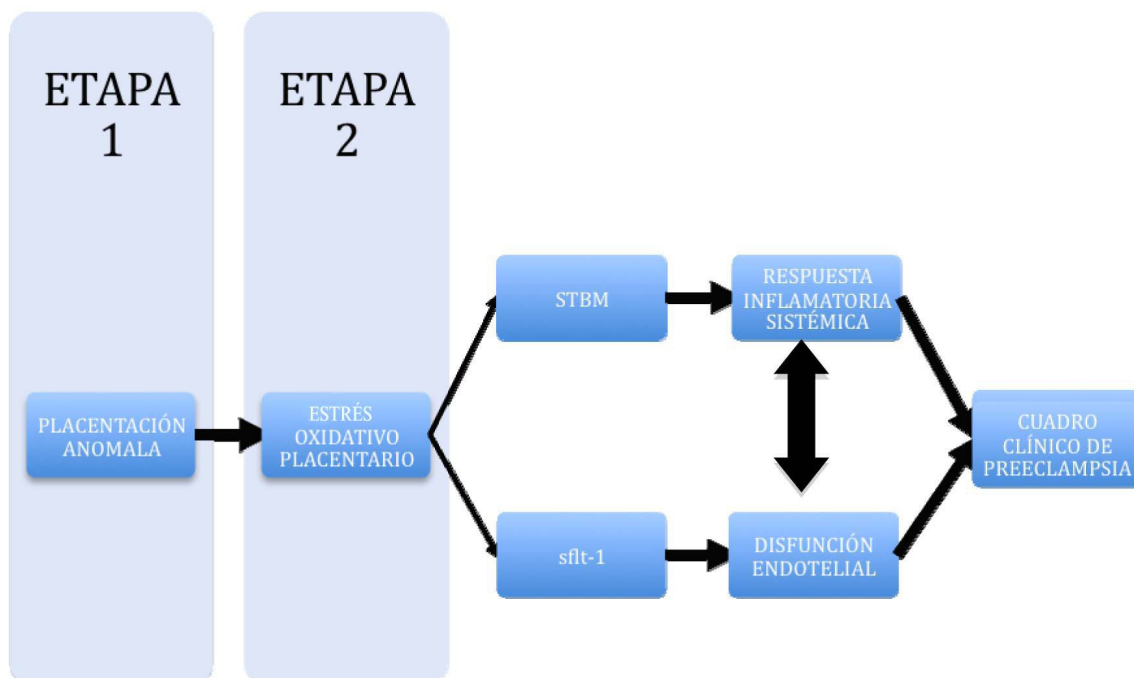 ETAPA
1
ETAPA
2
PLACENTACIÓN
ANOMALA
ESTRÉS
OXIDATIVO
PLACENTARIO
STBM
RESPUESTA
INFLAMATORIA
SISTÉMICA
sflt-1
DISFUNCIÓN
ENDOTELIAL
CUADRO
CLÍNICO DE
PREECLAMPSIA